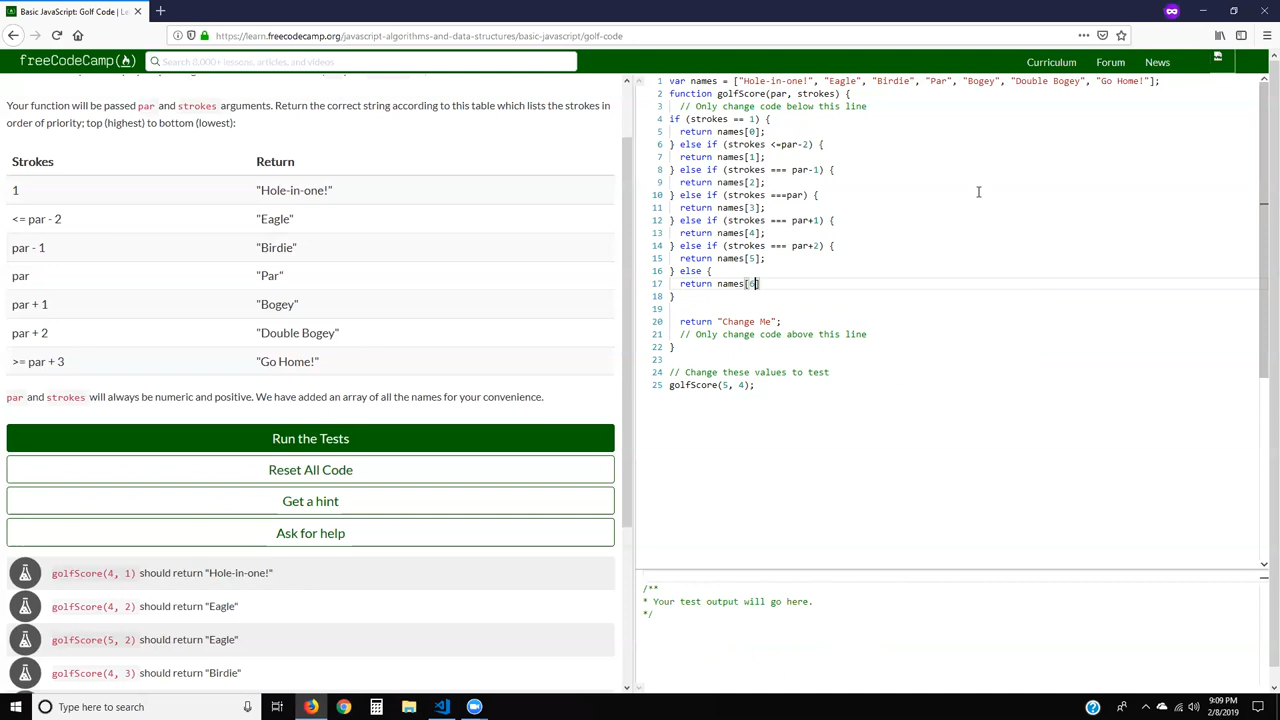 Basic JavaScript: Golf Code | Le
https://learn.freecodecamp.org/javascript-algorithms-and-data-structures/basic-javascript/golf-code
freeCodeCamp
Search 8,000+ lessons, articles, and videos
Curriculum
Forum
News
Your function will be passed par and strokes arguments. Return the correct string according to this table which lists the strokes in
order of priority; top (highest) to bottom (lowest):
Strokes Return
1 "Hole-in-one!"
<= par - 2 "Eagle"
par - 1 "Birdie"
par "Par"
par + 1 "Bogey"
par + 2 "Double Bogey"
>= par + 3 "Go Home!"
par and strokes will always be numeric and positive. We have added an array of all the names for your convenience.
Run the Tests
Reset All Code
Get a hint
Ask for help
golfScore(4, 1) should return "Hole-in-one!"
golfScore(4, 2) should return "Eagle"
golfScore(5, 2) should return "Eagle"
golfScore(4, 3) should return "Birdie"
1 var names = ["Hole-in-one!", "Eagle", "Birdie", "Par", "Bogey", "Double Bogey", "Go Home!"];
2 function golfScore(par, strokes) {
3 // Only change code below this line
4 if (strokes == 1) {
5 return names[0];
6 } else if (strokes <=par-2) {
7 return names[1];
8 } else if (strokes === par-1) {
9 return names[2];
10 } else if (strokes ===par) {
11 return names[3];
12 } else if (strokes === par+1) {
13 return names[4];
14 } else if (strokes === par+2) {
15 return names[5];
16 } else {
17 return names[6]
18 }
19
20 return "Change Me";
21 // Only change code above this line
22 }
23
24 // Change these values to test
25 golfScore(5, 4);
/**
* Your test output will go here.
*/
Type here to search
9:09 PM
2/8/2019